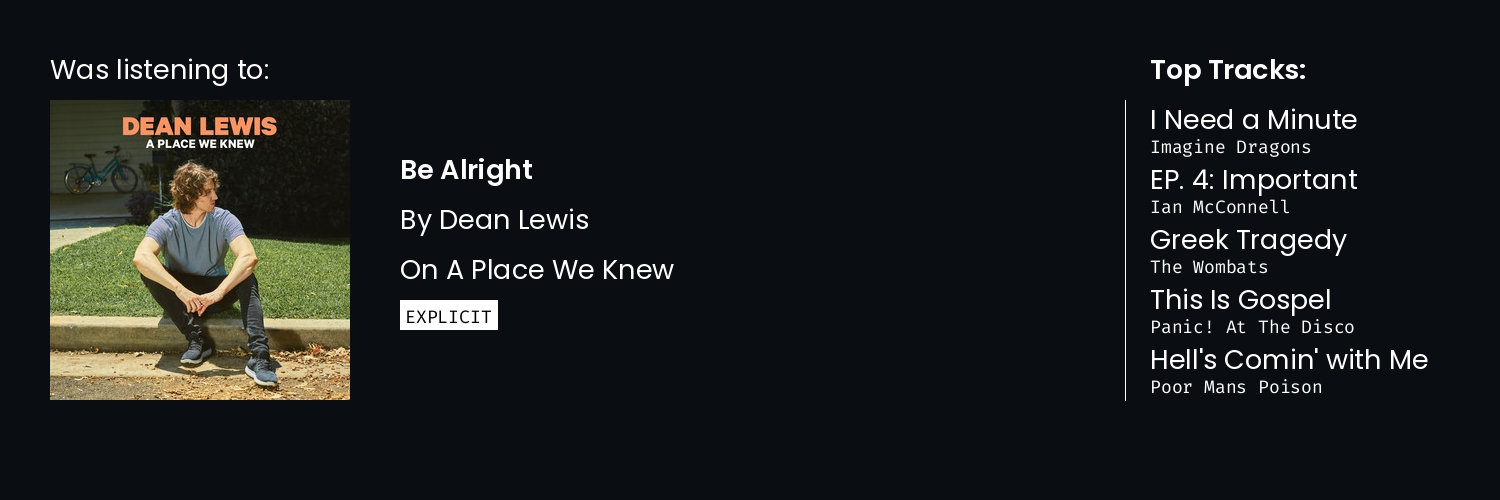 Was listening to:
DEAN LEWIS
A PLACE WE KNEW
Be Alright
By Dean Lewis
On A Place We Knew
EXPLICIT
Top Tracks:
I Need a Minute
Imagine Dragons
EP. 4: Important
Ian McConnell
Greek Tragedy
The Wombats
This Is Gospel
Panic! At The Disco
Hell's Comin' with Me
Poor Mans Poison